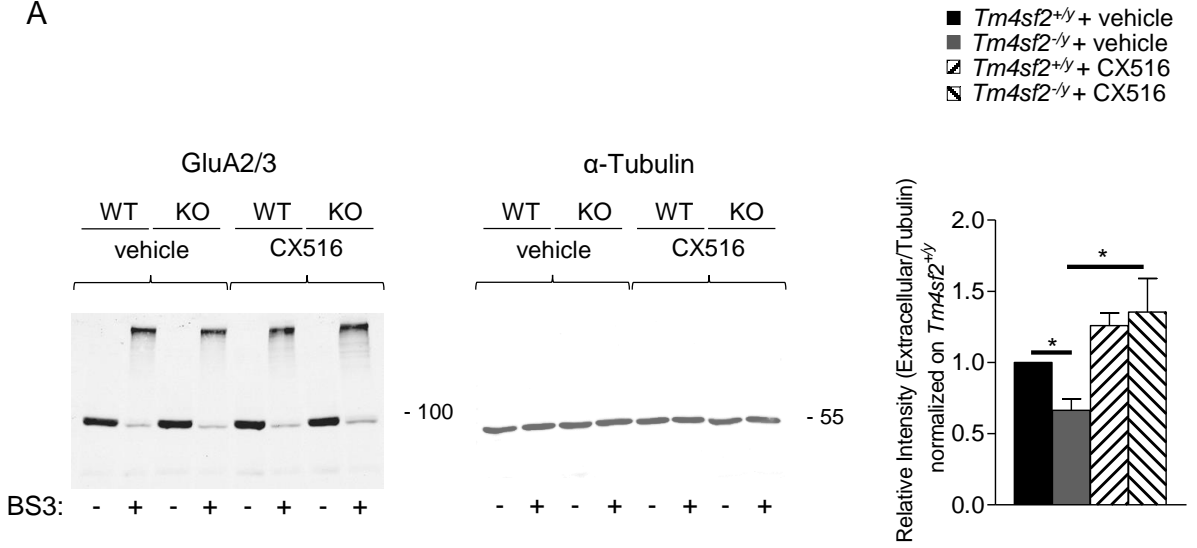 A
Tm4sf2+/y + vehicle
Tm4sf2-/y + vehicle
Tm4sf2+/y + CX516
Tm4sf2-/y + CX516
GluA2/3
WT KO WT KO
vehicle CX516
- 100
BS3: - + - + - + - +
α-Tubulin
WT KO WT KO
vehicle CX516
- 55
- + - + - + - +
Relative Intensity (Extracellular/Tubulin)
normalized on Tm4sf2+/y
2.0
1.5
1.0
0.5
0.0
*
*